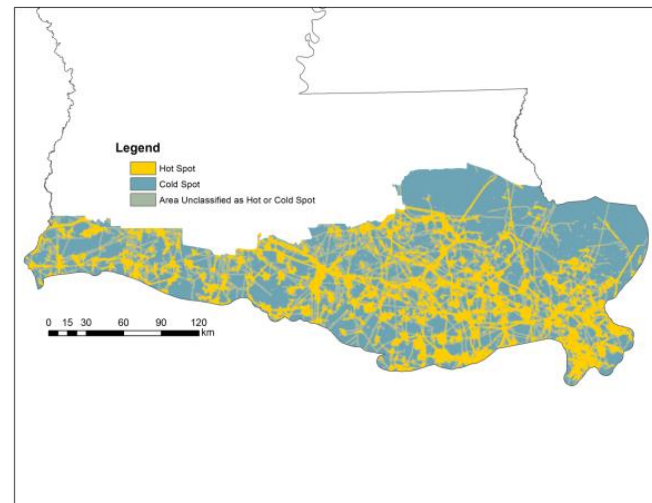 Legend
Hot Spot
Cold Spot
Area Unclassified as Hot or Cold Spot
0 15 30 60 90 120
km